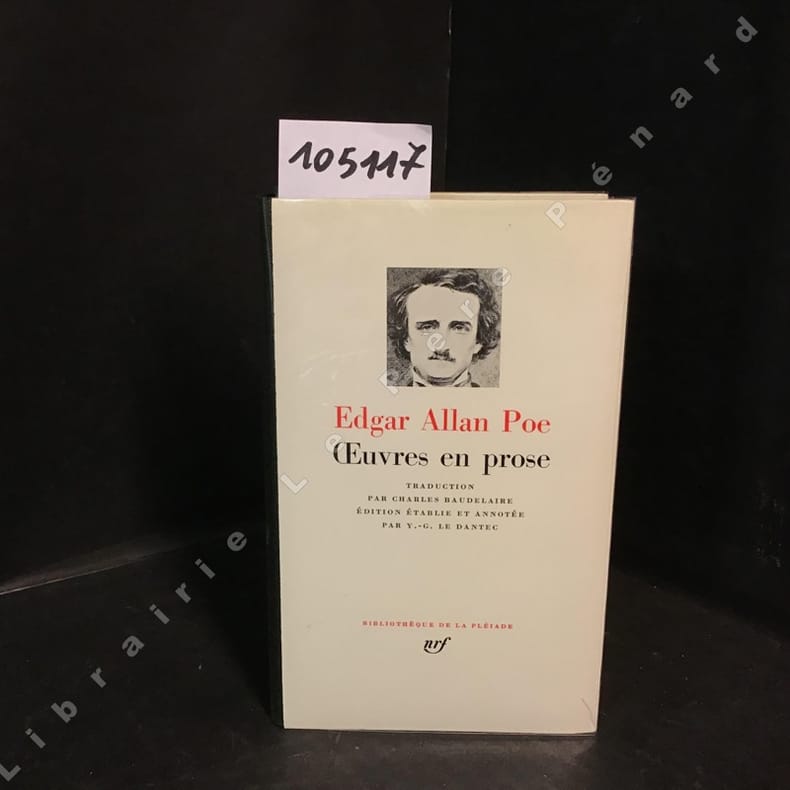 105117
Edgar Allan Poe
Œuvres en prose
TRADUCTION
PAR CHARLES BAUDELAIRE
ÉDITION ÉTABLIE ET ANNOTÉE
PAR Y.-G. LE DANTEC
BIBLIOTHÈQUE DE LA PLÉIADE
nrf
Librairie Le Père Pénard